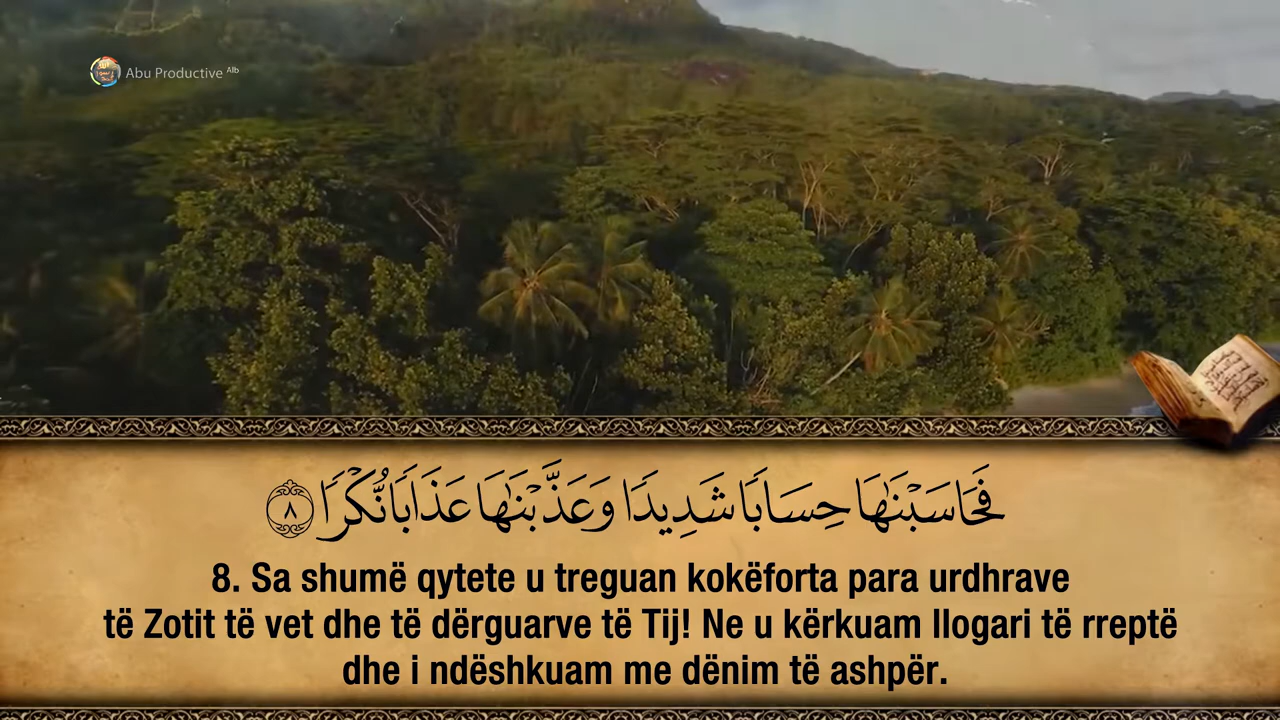 Abu Productive Alb
فَحَاسَبْنَٰهَا حِسَابًا شَدِيدًا وَعَذَّبْنَٰهَا عَذَابًا نُّكْرًا ٨
8. Sa shumë qytete u treguan kokëforta para urdhrave
të Zotit të vet dhe të dërguarve të Tij! Ne u kërkuam llogari të rreptë
dhe i ndëshkuam me dënim të ashpër.